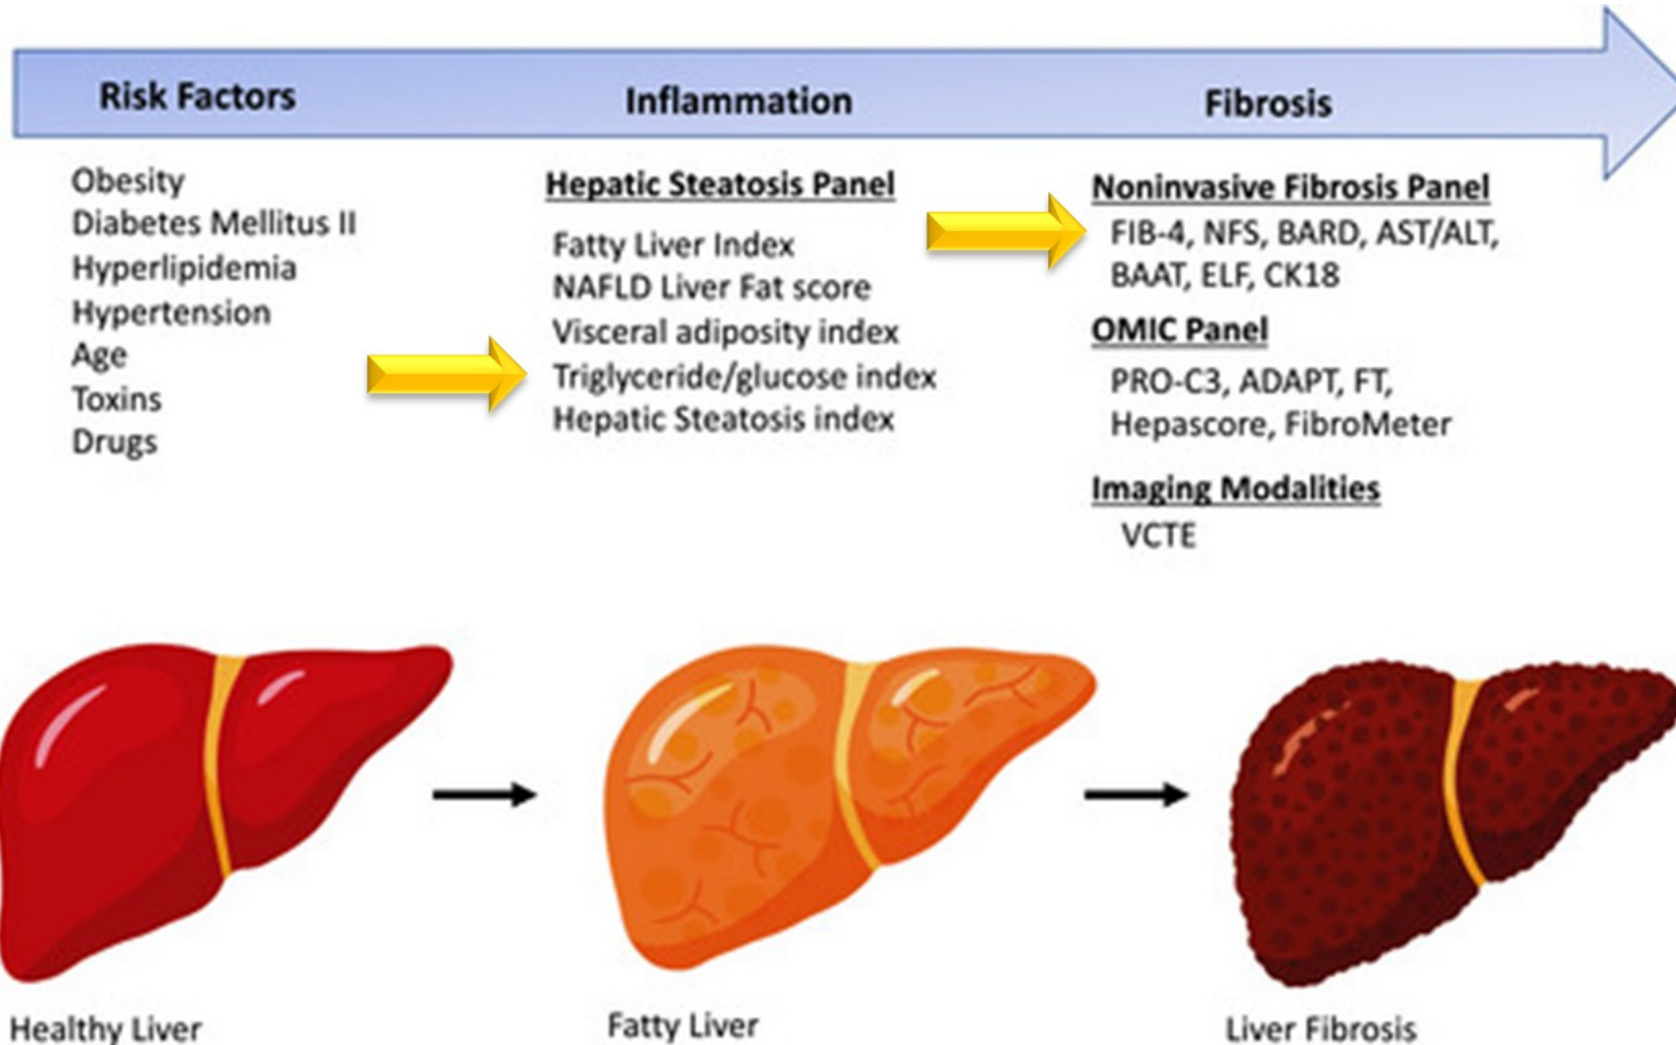 Risk Factors
Inflammation
Fibrosis
Obesity
Diabetes Mellitus II
Hyperlipidemia
Hypertension
Age
Toxins
Drugs
Hepatic Steatosis Panel
Fatty Liver Index
NAFLD Liver Fat score
Visceral adiposity index
Triglyceride/glucose index
Hepatic Steatosis index
Noninvasive Fibrosis Panel
FIB-4, NFS, BARD, AST/ALT,
BAAT, ELF, CK18
OMIC Panel
PRO-C3, ADAPT, FT,
Hepascore, FibroMeter
Imaging Modalities
VCTE
Healthy Liver
Fatty Liver
Liver Fibrosis